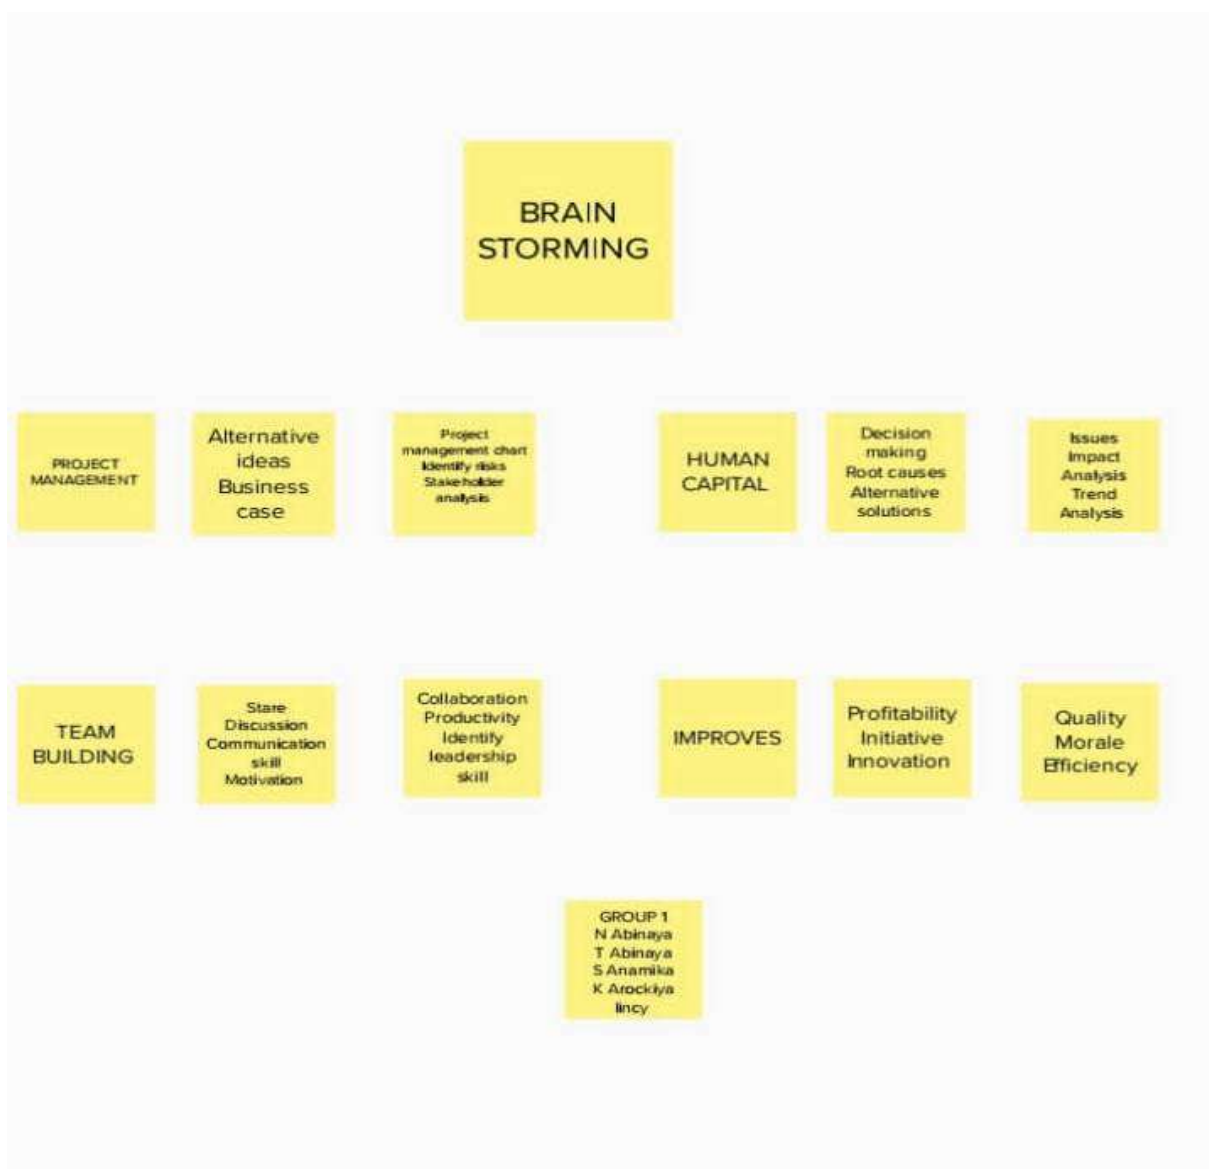 BRAIN
STORMING
PROJECT
MANAGEMENT
Alternative
ideas
Business
case
Project
management chart
Identify risks
Stakeholder
analysis
HUMAN
CAPITAL
Decision
making
Root causes
Alternative
solutions
Issues
Impact
Analysis
Trend
Analysis
TEAM
BUILDING
Stare
Discussion
Communication
skill
Motivation
Collaboration
Productivity
Identify
leadership
skill
IMPROVES
Profitability
Initiative
Innovation
Quality
Morale
Efficiency
GROUP 1
N Abinaya
T Abinaya
S Anamika
K Arockiya
lincy